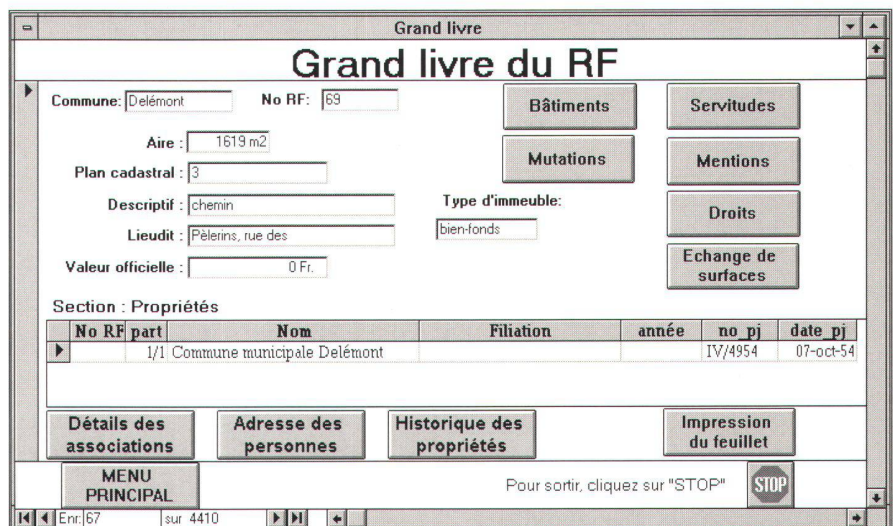 Grand livre
Grand livre du RF
Commune: Delémont No RF: 69
Bâtiments
Servitudes
Aire : 1619 m2
Mutations
Mentions
Plan cadastral : 3
Descriptif : chemin
Type d'immeuble:
Droits
Lieudit : Pèlerins, rue des
bien-fonds
Valeur officielle : 0 Fr.
Echange de
surfaces
Section : Propriétés
No RF part Nom Filiation année no_pj date_pj
1/1 Commune municipale Delémont IV/4954 07-oct-54
Détails des
associations
Adresse des
personnes
Historique des
propriétés
Impression
du feuillet
MENU
PRINCIPAL
Pour sortir, cliquez sur "STOP"
STOP
Enr: 67 sur 4410